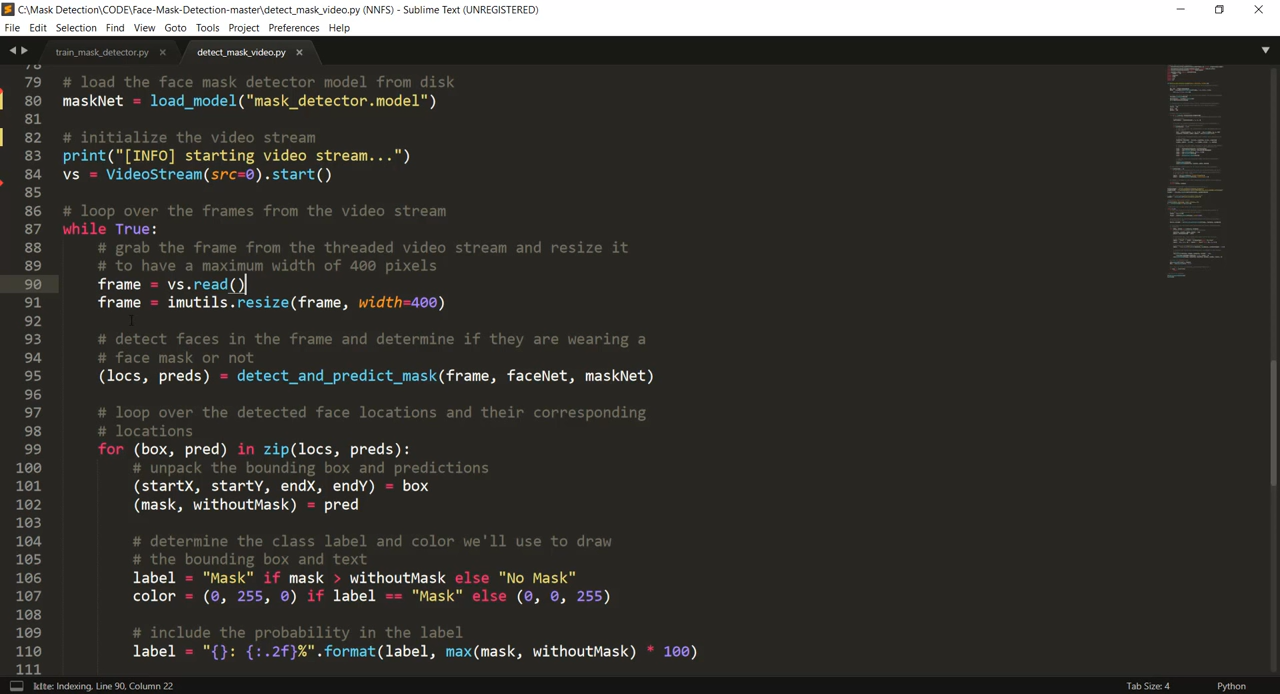 C:\Mask Detection\CODE\Face-Mask-Detection-master\detect_mask_video.py (NNFS) - Sublime Text (UNREGISTERED)
File Edit Selection Find View Goto Tools Project Preferences Help
train_mask_detector.py × detect_mask_video.py ×
78
79 # load the face mask detector model from disk
80 maskNet = load_model("mask_detector.model")
81
82 # initialize the video stream
83 print("[INFO] starting video stream...")
84 vs = VideoStream(src=0).start()
85
86 # loop over the frames from the video stream
87 while True:
88     # grab the frame from the threaded video stream and resize it
89     # to have a maximum width of 400 pixels
90     frame = vs.read()
91     frame = imutils.resize(frame, width=400)
92
93     # detect faces in the frame and determine if they are wearing a
94     # face mask or not
95     (locs, preds) = detect_and_predict_mask(frame, faceNet, maskNet)
96
97     # loop over the detected face locations and their corresponding
98     # locations
99     for (box, pred) in zip(locs, preds):
100         # unpack the bounding box and predictions
101         (startX, startY, endX, endY) = box
102         (mask, withoutMask) = pred
103
104         # determine the class label and color we'll use to draw
105         # the bounding box and text
106         label = "Mask" if mask > withoutMask else "No Mask"
107         color = (0, 255, 0) if label == "Mask" else (0, 0, 255)
108
109         # include the probability in the label
110         label = "{}: {:.2f}%".format(label, max(mask, withoutMask) * 100)
111
Indexing, Line 90, Column 22 Tab Size: 4 Python